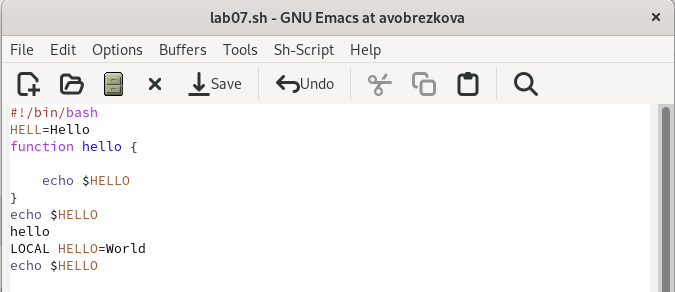 lab07.sh - GNU Emacs at avobrezkova
File Edit Options Buffers Tools Sh-Script Help
Save Undo
#!/bin/bash
HELL=Hello
function hello {
    echo $HELLO
}
echo $HELLO
hello
LOCAL HELLO=World
echo $HELLO